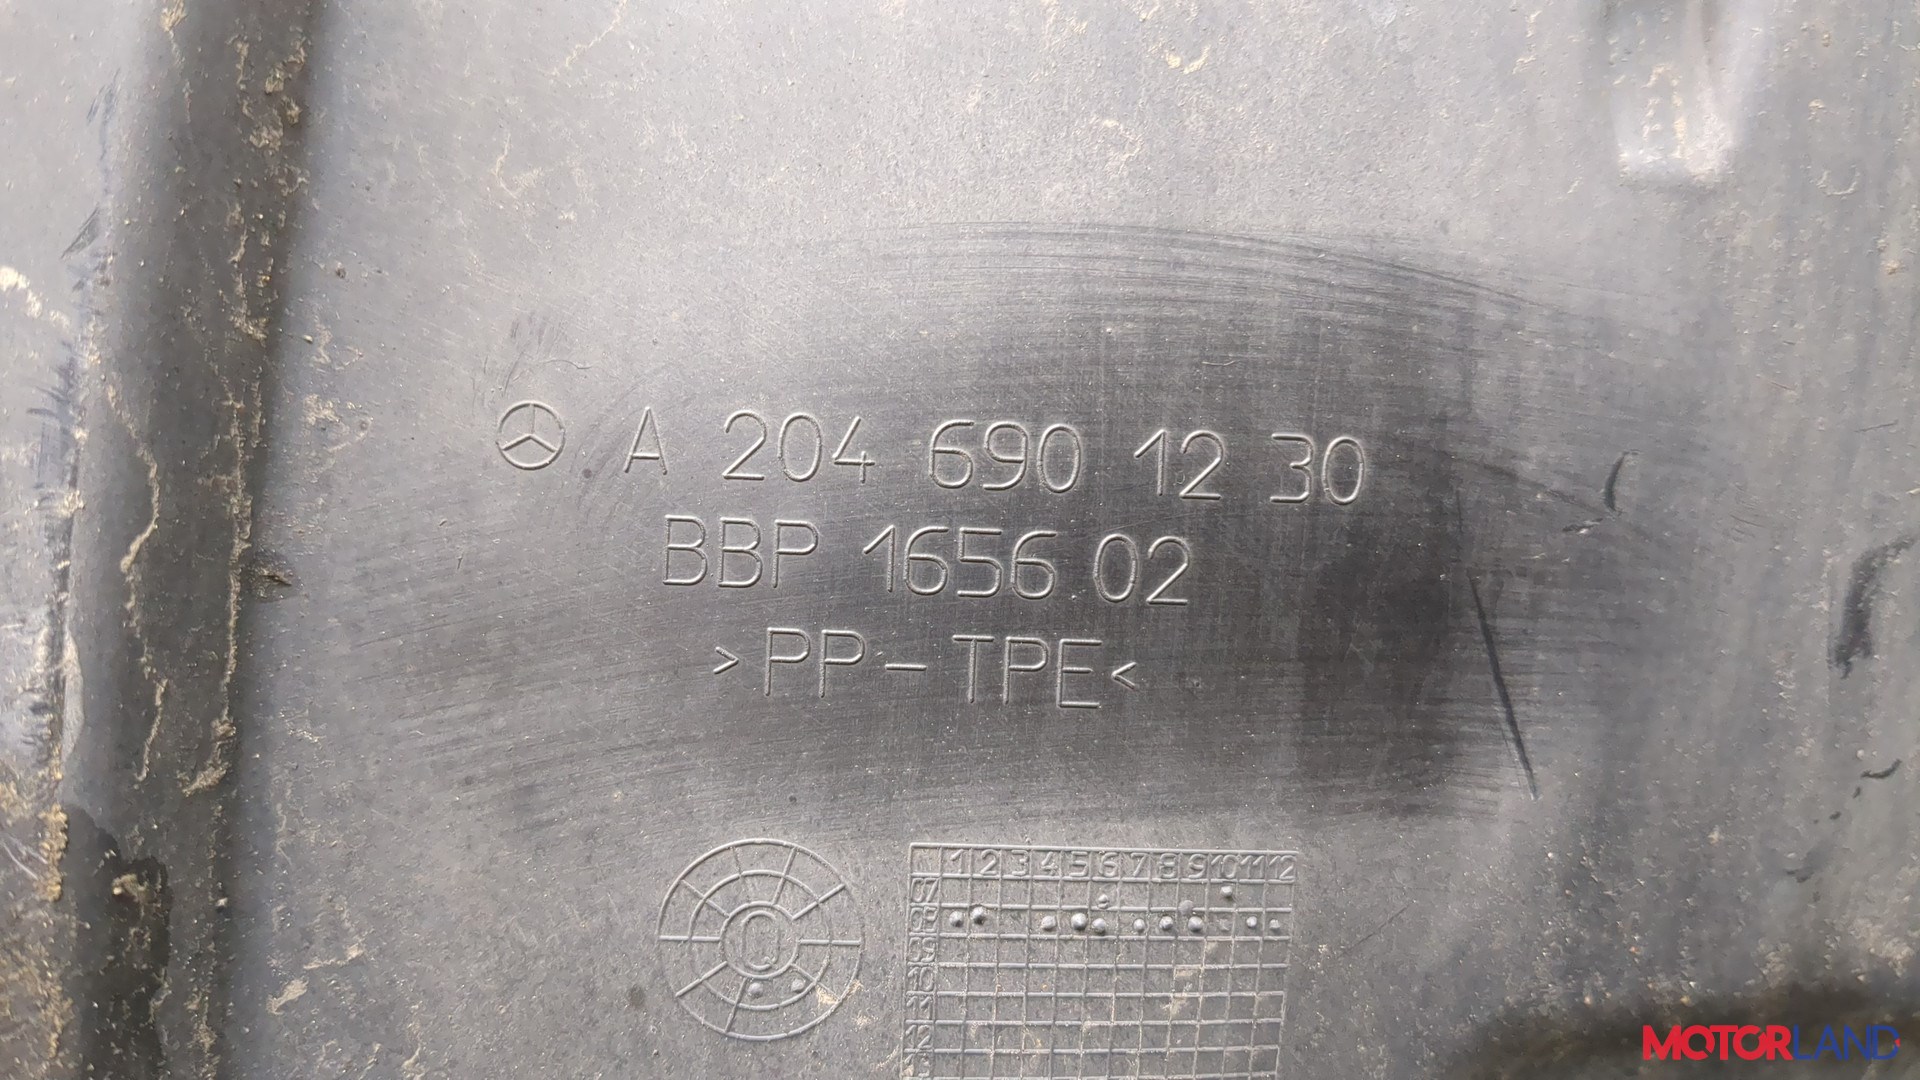 A 204 690 12 30
BBP 1656 02
>PP-TPE<
1 2 3 4 5 6 7 8 9 10 11 12
MOTORLAND